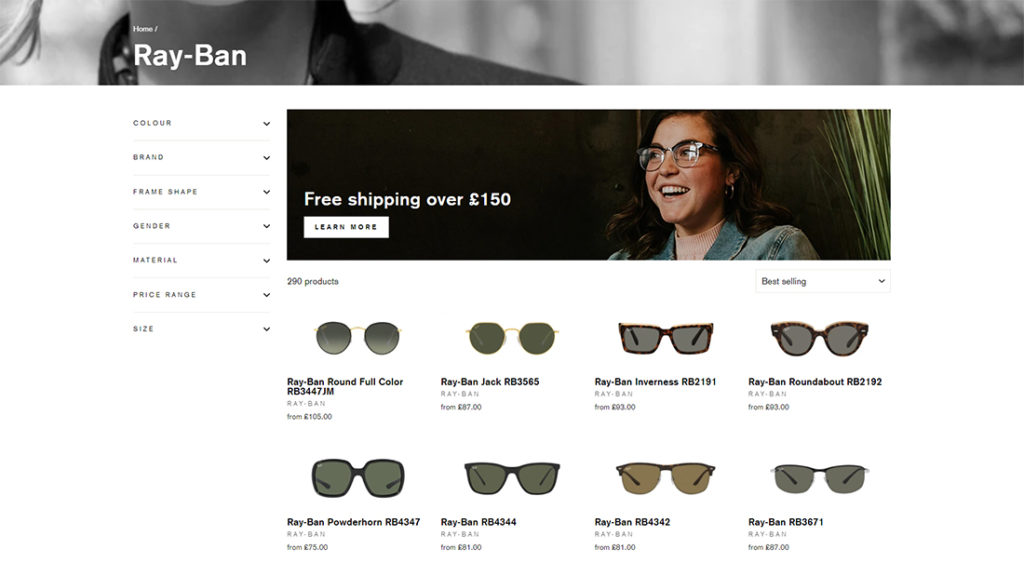 Home /
Ray-Ban
COLOUR
BRAND
FRAME SHAPE
GENDER
MATERIAL
PRICE RANGE
SIZE
Free shipping over £150
LEARN MORE
290 products
Best selling
Ray-Ban Round Full Color
RB3447JM
RAY-BAN
from £105.00
Ray-Ban Jack RB3565
RAY-BAN
from £87.00
Ray-Ban Inverness RB2191
RAY-BAN
from £93.00
Ray-Ban Roundabout RB2192
RAY-BAN
from £93.00
Ray-Ban Powderhorn RB4347
RAY-BAN
from £75.00
Ray-Ban RB4344
RAY-BAN
from £81.00
Ray-Ban RB4342
RAY-BAN
from £81.00
Ray-Ban RB3671
RAY-BAN
from £87.00